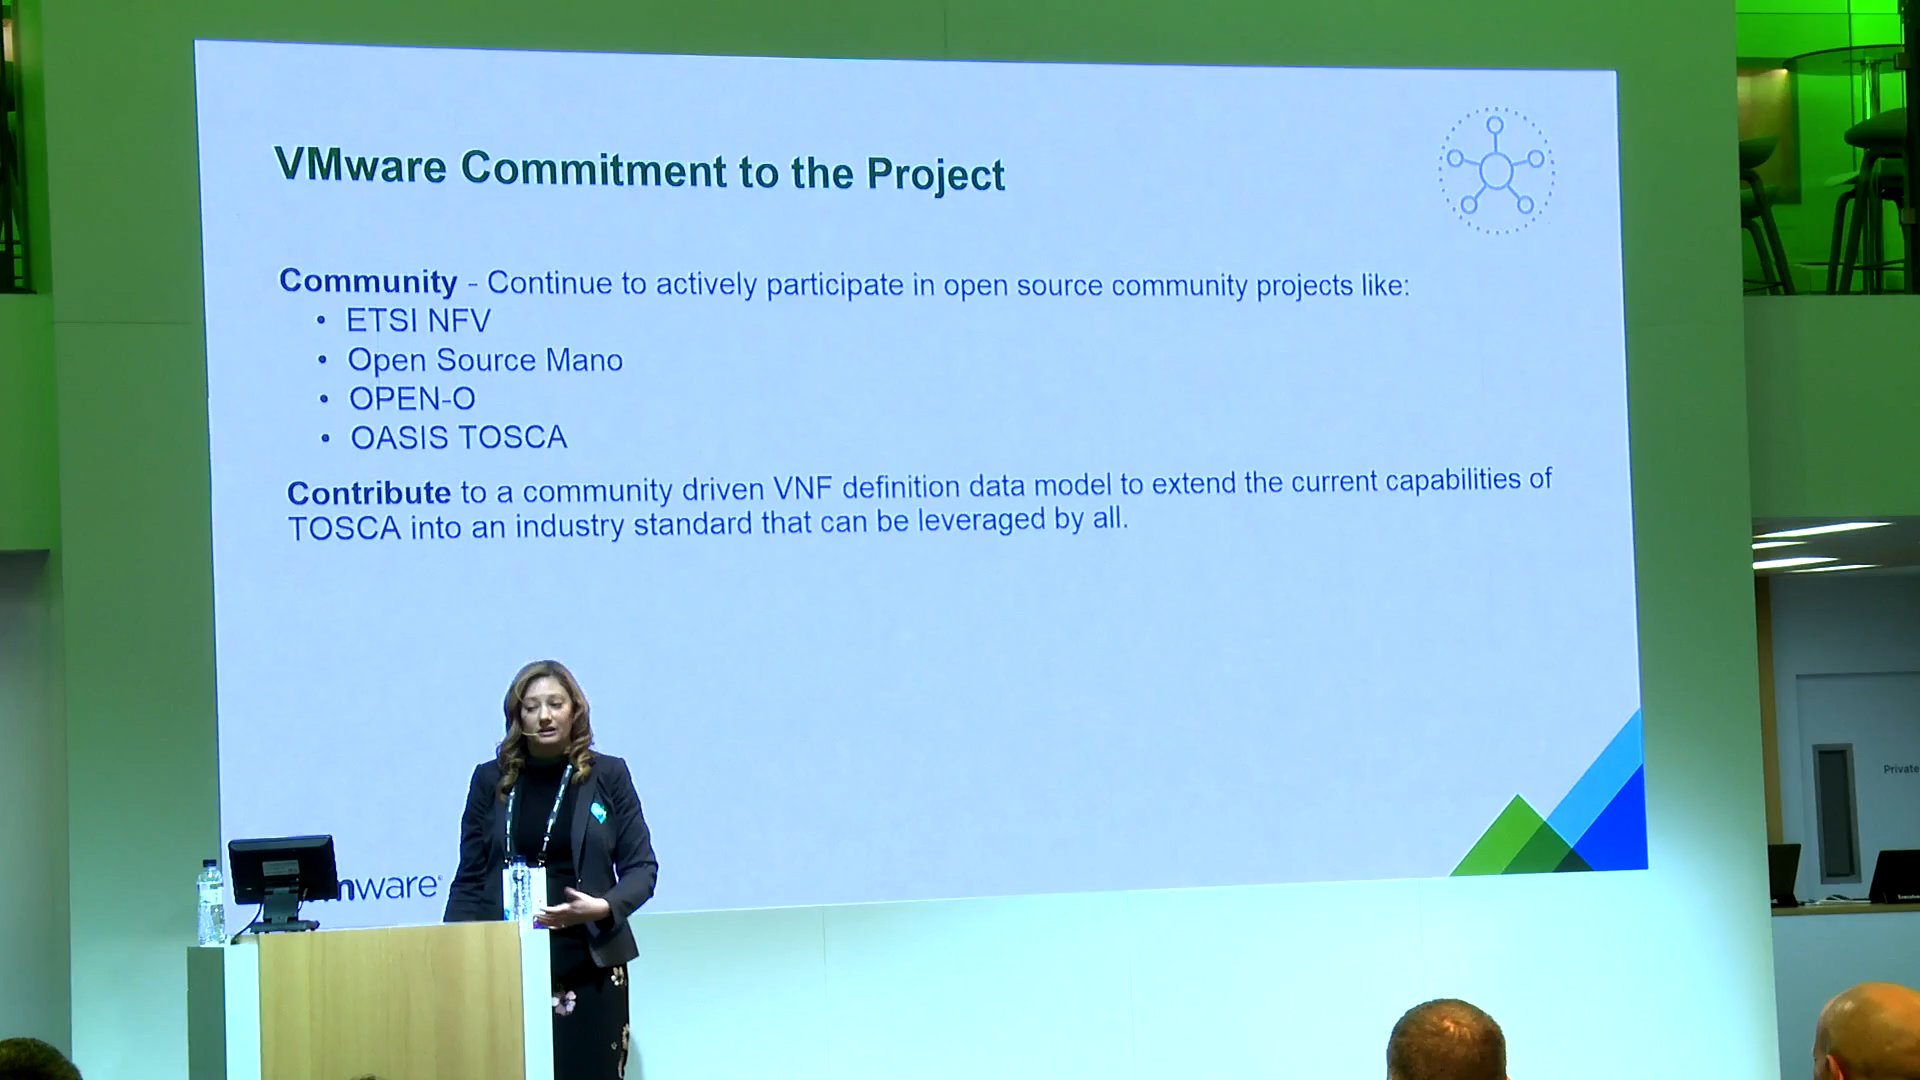 VMware Commitment to the Project
Community - Continue to actively participate in open source community projects like:
• ETSI NFV
• Open Source Mano
• OPEN-O
• OASIS TOSCA
Contribute to a community driven VNF definition data model to extend the current capabilities of
TOSCA into an industry standard that can be leveraged by all.
mware
Private